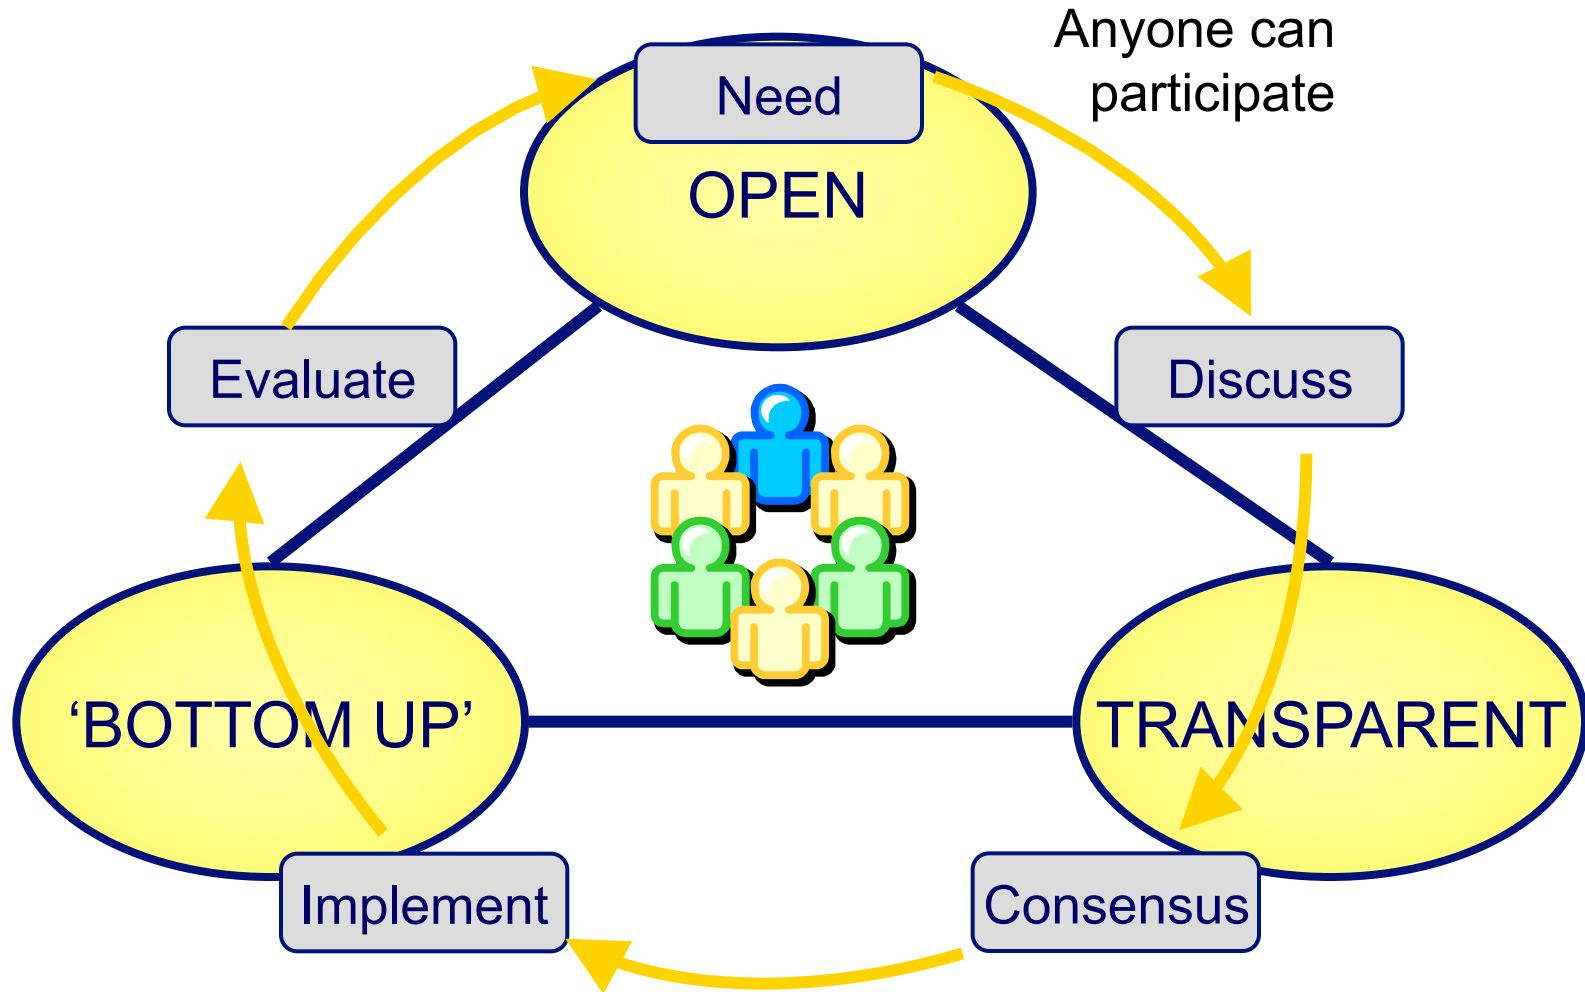 Anyone can
participate
Need
OPEN
Evaluate
Discuss
‘BOTTOM UP’
TRANSPARENT
Implement
Consensus